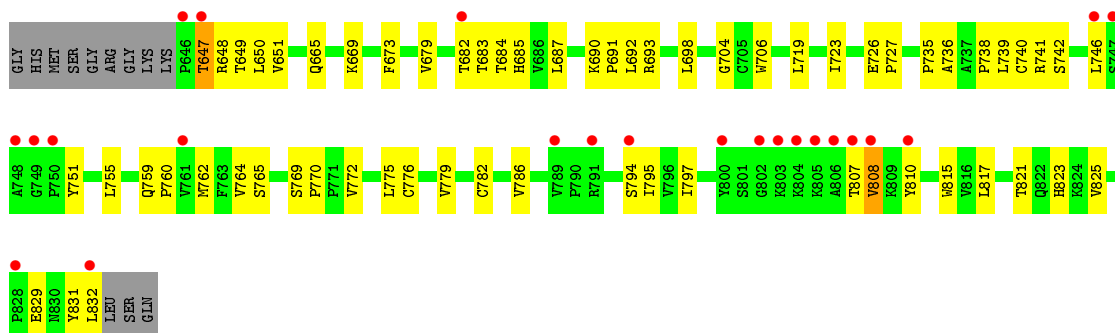 GLY HIS MET SER GLY ARG GLY LYS LYS P646 T647 R648 T649 L650 V651 Q665 K669 F673 V679 T682 T683 T684 H685 V686 L687 K690 P691 L692 R693 L698 G704 C705 W706 L719 I723 E726 P727 P735 A736 A737 P738 L739 C740 R741 S742 L746 S747
A748 G749 P750 Y751 L755 Q759 P760 V761 M762 F763 V764 S765 S769 P770 P771 V772 L775 C776 V779 C782 V786 V789 P790 R791 S794 I795 V796 I797 Y800 S801 G802 K803 K804 K805 A806 T807 V808 K809 Y810 W815 V816 L817 T821 Q822 H823 K824 V825
P828 E829 N830 Y831 L832 LEU SER GLN